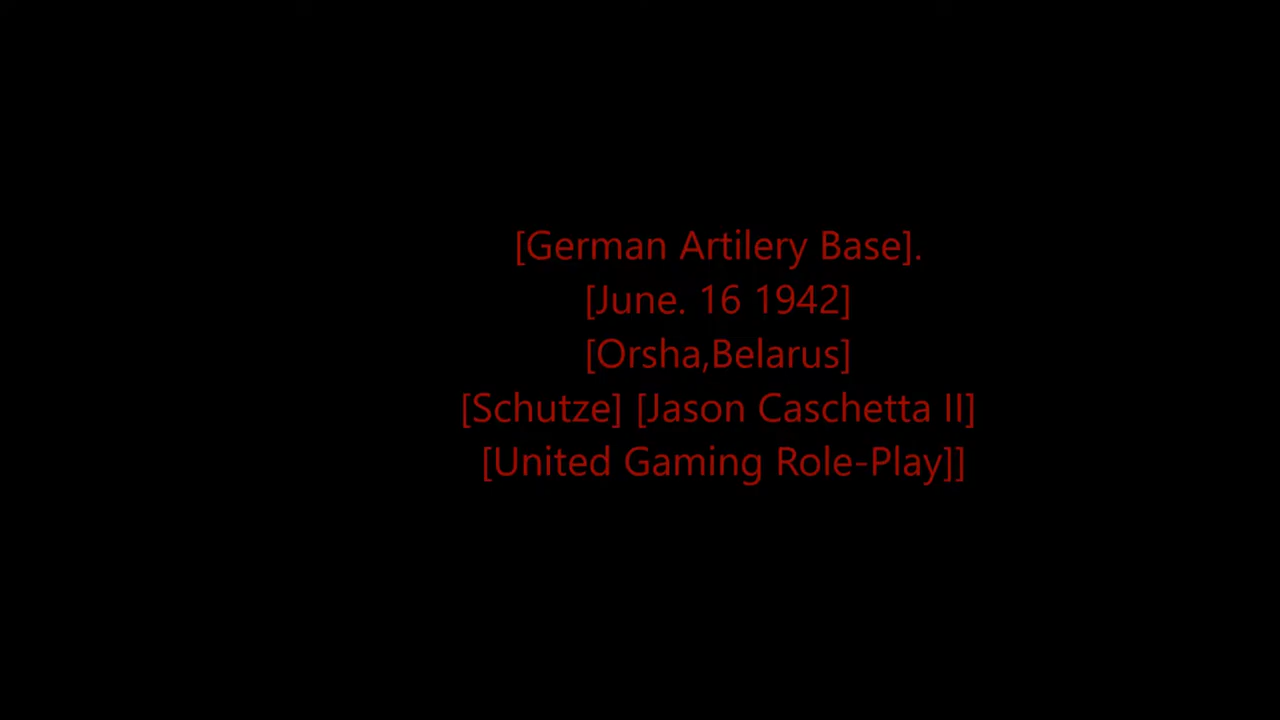 [German Artilery Base].
[June. 16 1942]
[Orsha,Belarus]
[Schutze] [Jason Caschetta II]
[United Gaming Role-Play]]